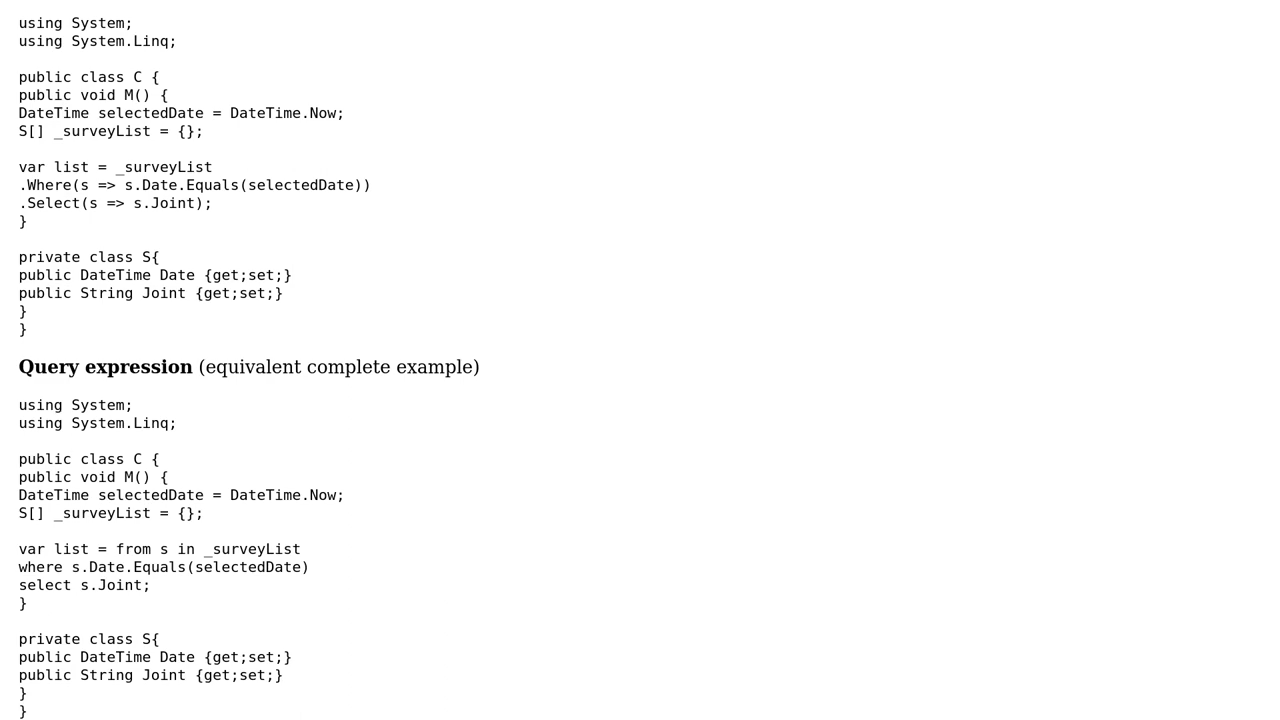 using System;
using System.Linq;
public class C {
public void M() {
DateTime selectedDate = DateTime.Now;
S[] _surveyList = {};
var list = _surveyList
.Where(s => s.Date.Equals(selectedDate))
.Select(s => s.Joint);
}
private class S{
public DateTime Date {get;set;}
public String Joint {get;set;}
}
}
Query expression (equivalent complete example)
using System;
using System.Linq;
public class C {
public void M() {
DateTime selectedDate = DateTime.Now;
S[] _surveyList = {};
var list = from s in _surveyList
where s.Date.Equals(selectedDate)
select s.Joint;
}
private class S{
public DateTime Date {get;set;}
public String Joint {get;set;}
}
}